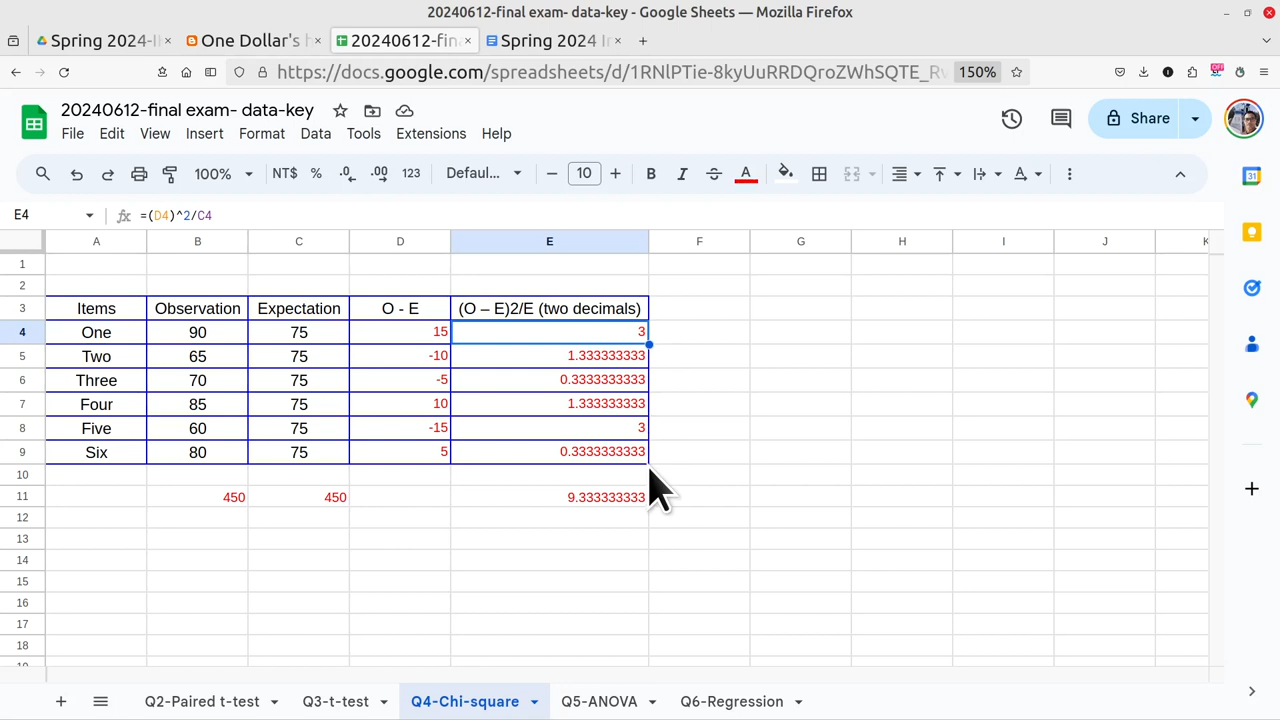 20240612-final exam- data-key - Google Sheets — Mozilla Firefox
Spring 2024-I
One Dollar's
20240612-fin
Spring 2024 I
https://docs.google.com/spreadsheets/d/1RNlPTie-8kyUuRRDQroZWhSQTE_R
150%
OFF
20240612-final exam- data-key
File Edit View Insert Format Data Tools Extensions Help
Share
100%
NT$ % .0 .00 123
Defaul...
10
B I S A
31
E4
fx =(D4)^2/C4
A B C D E F G H I J K
1
2
3 Items Observation Expectation O - E (O – E)2/E (two decimals)
4 One 90 75 15 3
5 Two 65 75 -10 1.333333333
6 Three 70 75 -5 0.3333333333
7 Four 85 75 10 1.333333333
8 Five 60 75 -15 3
9 Six 80 75 5 0.3333333333
10
11 450 450 9.333333333
12
13
14
15
16
17
18
Q2-Paired t-test Q3-t-test Q4-Chi-square Q5-ANOVA Q6-Regression